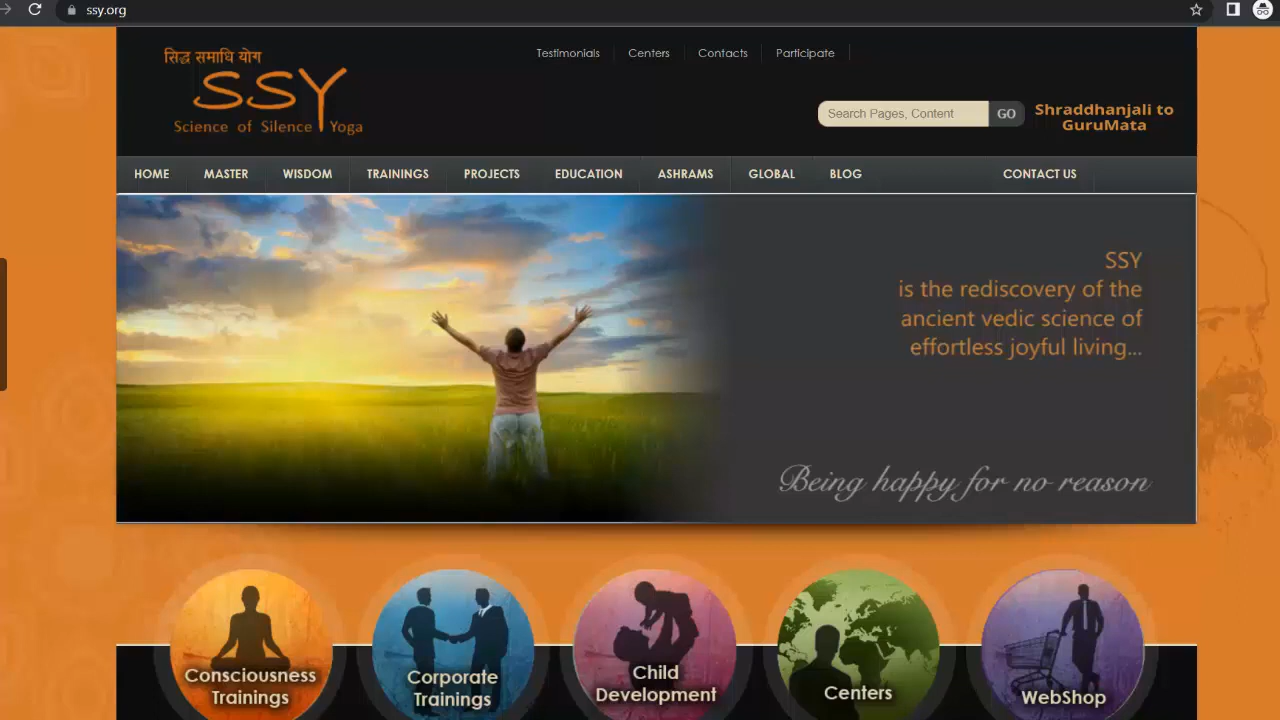 ssy.org
सिद्ध समाधि योग
SSY
Science of Silence Yoga
Testimonials
Centers
Contacts
Participate
Search Pages, Content
GO
Shraddhanjali to
GuruMata
HOME
MASTER
WISDOM
TRAININGS
PROJECTS
EDUCATION
ASHRAMS
GLOBAL
BLOG
CONTACT US
SSY
is the rediscovery of the
ancient vedic science of
effortless joyful living...
Being happy for no reason
Consciousness
Trainings
Corporate
Trainings
Child
Development
Centers
WebShop